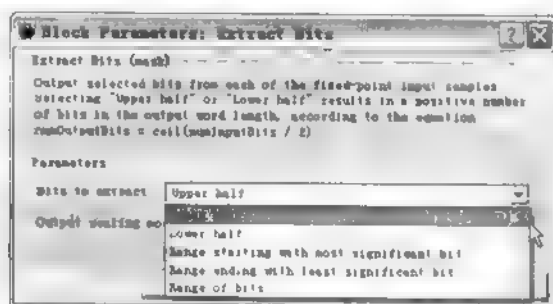 Block Parameters: Extract Bits
Extract Bits (mask)
Output selected bits from each of the fixed-point input samples
Selecting "Upper half" or "Lower half" results in a positive number
of bits in the output word length, according to the equation
numOutputBits = ceil(numInputBits / 2)
Parameters
Bits to extract Upper half
Output scaling
Lower half
Range starting with most significant bit
Range ending with least significant bit
Range of bits